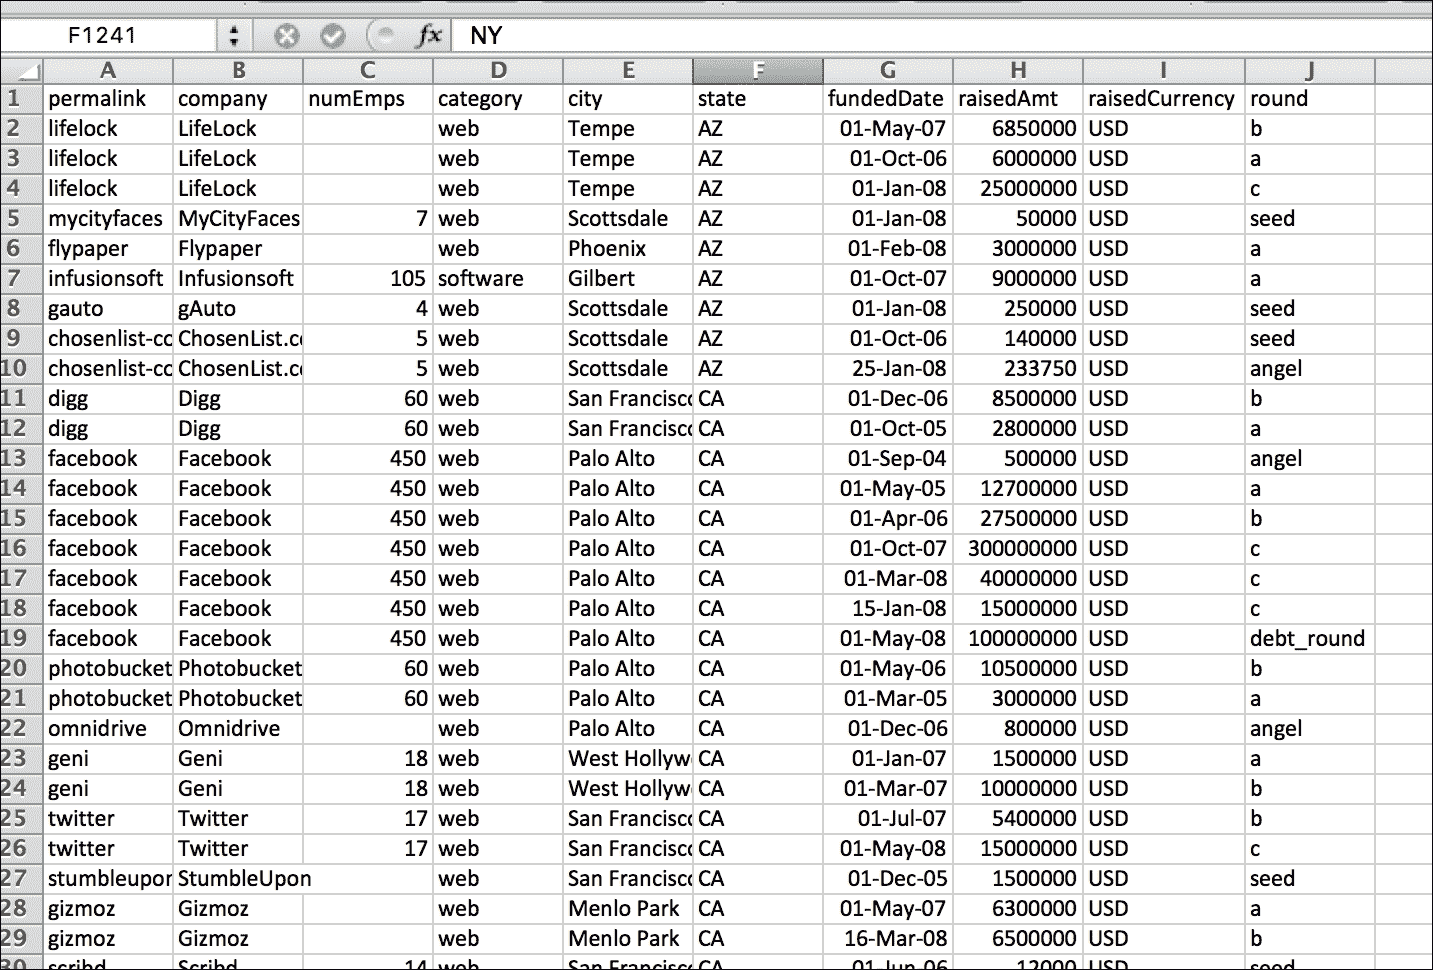 F1241 fx NY
A B C D E F G H I J
1 permalink company numEmps category city state fundedDate raisedAmt raisedCurrency round
2 lifelock LifeLock web Tempe AZ 01-May-07 6850000 USD b
3 lifelock LifeLock web Tempe AZ 01-Oct-06 6000000 USD a
4 lifelock LifeLock web Tempe AZ 01-Jan-08 25000000 USD c
5 mycityfaces MyCityFaces 7 web Scottsdale AZ 01-Jan-08 50000 USD seed
6 flypaper Flypaper web Phoenix AZ 01-Feb-08 3000000 USD a
7 infusionsoft Infusionsoft 105 software Gilbert AZ 01-Oct-07 9000000 USD a
8 gauto gAuto 4 web Scottsdale AZ 01-Jan-08 250000 USD seed
9 chosenlist-cc ChosenList.c 5 web Scottsdale AZ 01-Oct-06 140000 USD seed
10 chosenlist-cc ChosenList.c 5 web Scottsdale AZ 25-Jan-08 233750 USD angel
11 digg Digg 60 web San Francisc CA 01-Dec-06 8500000 USD b
12 digg Digg 60 web San Francisc CA 01-Oct-05 2800000 USD a
13 facebook Facebook 450 web Palo Alto CA 01-Sep-04 500000 USD angel
14 facebook Facebook 450 web Palo Alto CA 01-May-05 12700000 USD a
15 facebook Facebook 450 web Palo Alto CA 01-Apr-06 27500000 USD b
16 facebook Facebook 450 web Palo Alto CA 01-Oct-07 300000000 USD c
17 facebook Facebook 450 web Palo Alto CA 01-Mar-08 40000000 USD c
18 facebook Facebook 450 web Palo Alto CA 15-Jan-08 15000000 USD c
19 facebook Facebook 450 web Palo Alto CA 01-May-08 100000000 USD debt_round
20 photobucket Photobucket 60 web Palo Alto CA 01-May-06 10500000 USD b
21 photobucket Photobucket 60 web Palo Alto CA 01-Mar-05 3000000 USD a
22 omnidrive Omnidrive web Palo Alto CA 01-Dec-06 800000 USD angel
23 geni Geni 18 web West Hollyw CA 01-Jan-07 1500000 USD a
24 geni Geni 18 web West Hollyw CA 01-Mar-07 10000000 USD b
25 twitter Twitter 17 web San Francisc CA 01-Jul-07 5400000 USD b
26 twitter Twitter 17 web San Francisc CA 01-May-08 15000000 USD c
27 stumbleupon StumbleUpon web San Francisc CA 01-Dec-05 1500000 USD seed
28 gizmoz Gizmoz web Menlo Park CA 01-May-07 6300000 USD a
29 gizmoz Gizmoz web Menlo Park CA 16-Mar-08 6500000 USD b
30 scribd Scribd 14 web San Francisc CA 01-Jun-06 12000 USD seed